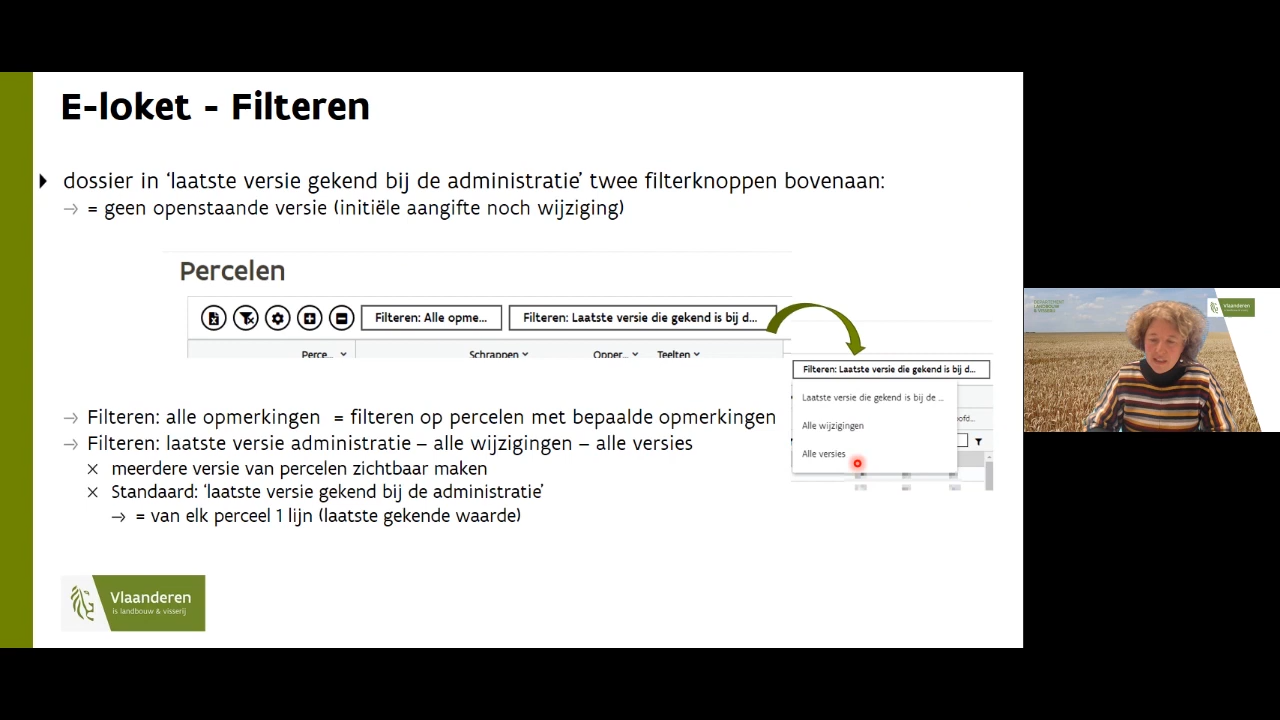 E-loket - Filteren
dossier in ‘laatste versie gekend bij de administratie’ twee filterknoppen bovenaan:
→ = geen openstaande versie (initiële aangifte noch wijziging)
Percelen
Filteren: Alle opme...
Filteren: Laatste versie die gekend is bij d...
Perce...
Schrappen
Opper...
Teelten
Filteren: Laatste versie die gekend is bij d...
Laatste versie die gekend is bij de ...
Alle wijzigingen
Alle versies
→ Filteren: alle opmerkingen = filteren op percelen met bepaalde opmerkingen
→ Filteren: laatste versie administratie – alle wijzigingen – alle versies
× meerdere versie van percelen zichtbaar maken
× Standaard: ‘laatste versie gekend bij de administratie’
→ = van elk perceel 1 lijn (laatste gekende waarde)
Vlaanderen
is landbouw & visserij
DEPARTEMENT
LANDBOUW
& VISSERIJ
Vlaanderen